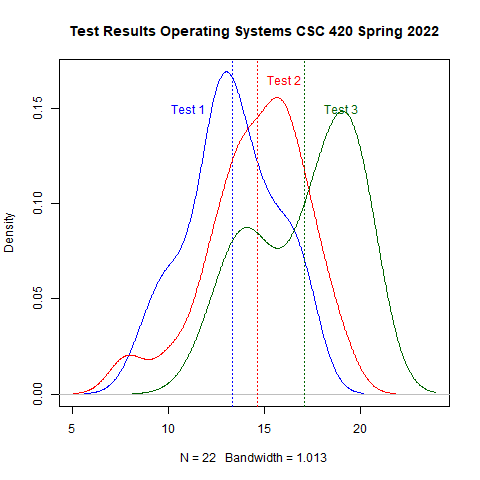 Test Results Operating Systems CSC 420 Spring 2022
Test 2
Test 1
Test 3
Density
0.15
0.10
0.05
0.00
5 10 15 20
N = 22 Bandwidth = 1.013